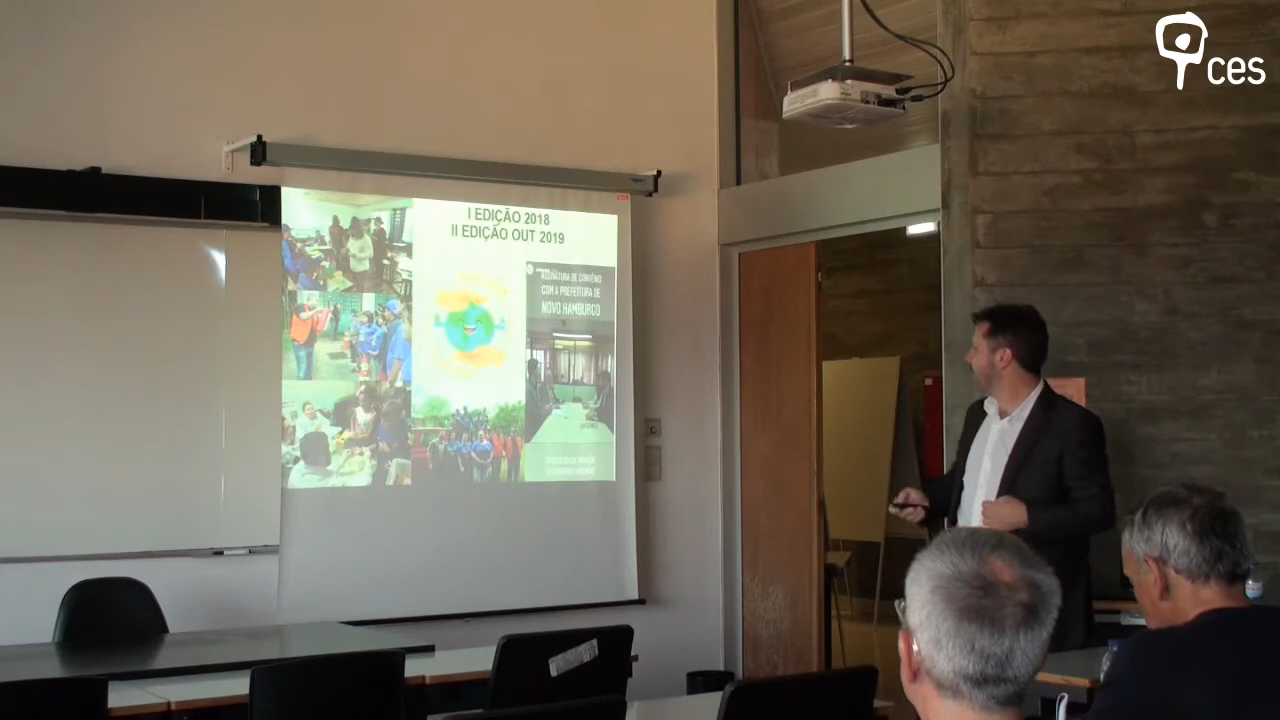 ces
I EDIÇÃO 2018
II EDIÇÃO OUT 2019
ASSINATURA DE CONVÊNIO
COM A PREFEITURA DE
NOVO HAMBURGO